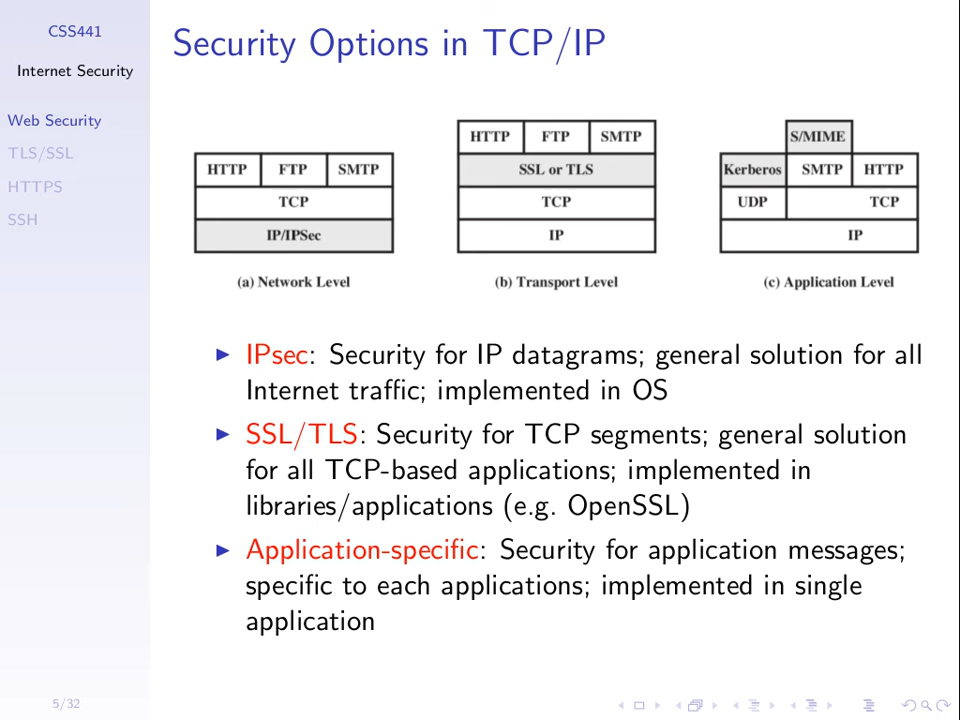 CSS441
Internet Security
Web Security
TLS/SSL
HTTPS
SSH
5/32
Security Options in TCP/IP
HTTP FTP SMTP
TCP
IP/IPSec
(a) Network Level
HTTP FTP SMTP
SSL or TLS
TCP
IP
(b) Transport Level
S/MIME
Kerberos SMTP HTTP
UDP TCP
IP
(c) Application Level
IPsec: Security for IP datagrams; general solution for all
Internet traffic; implemented in OS
SSL/TLS: Security for TCP segments; general solution
for all TCP-based applications; implemented in
libraries/applications (e.g. OpenSSL)
Application-specific: Security for application messages;
specific to each applications; implemented in single
application